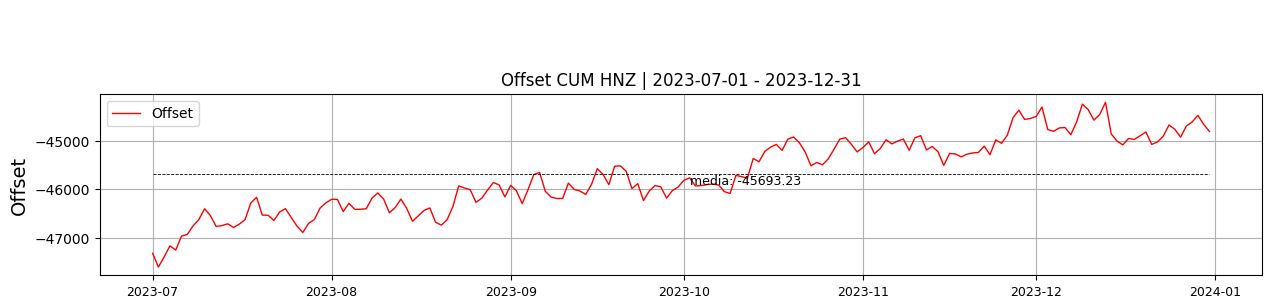 Offset CUM HNZ | 2023-07-01 - 2023-12-31
Offset
Offset
−45000
−46000
−47000
media: -45693.23
2023-07
2023-08
2023-09
2023-10
2023-11
2023-12
2024-01